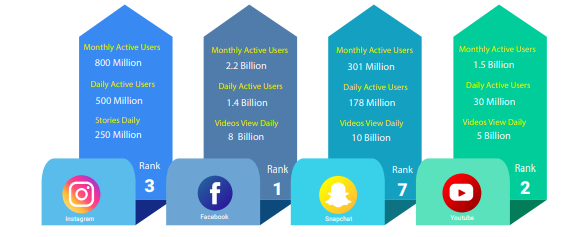 Monthly Active Users
800 Million
Daily Active Users
500 Million
Stories Daily
250 Million
Rank
3
Instagram
Monthly Active Users
2.2 Billion
Daily Active Users
1.4 Billion
Videos View Daily
8 Billion
Rank
1
Facebook
Monthly Active Users
301 Million
Daily Active Users
178 Million
Videos View Daily
10 Billion
Rank
7
Snapchat
Monthly Active Users
1.5 Billion
Daily Active Users
30 Million
Videos View Daily
5 Billion
Rank
2
Youtube